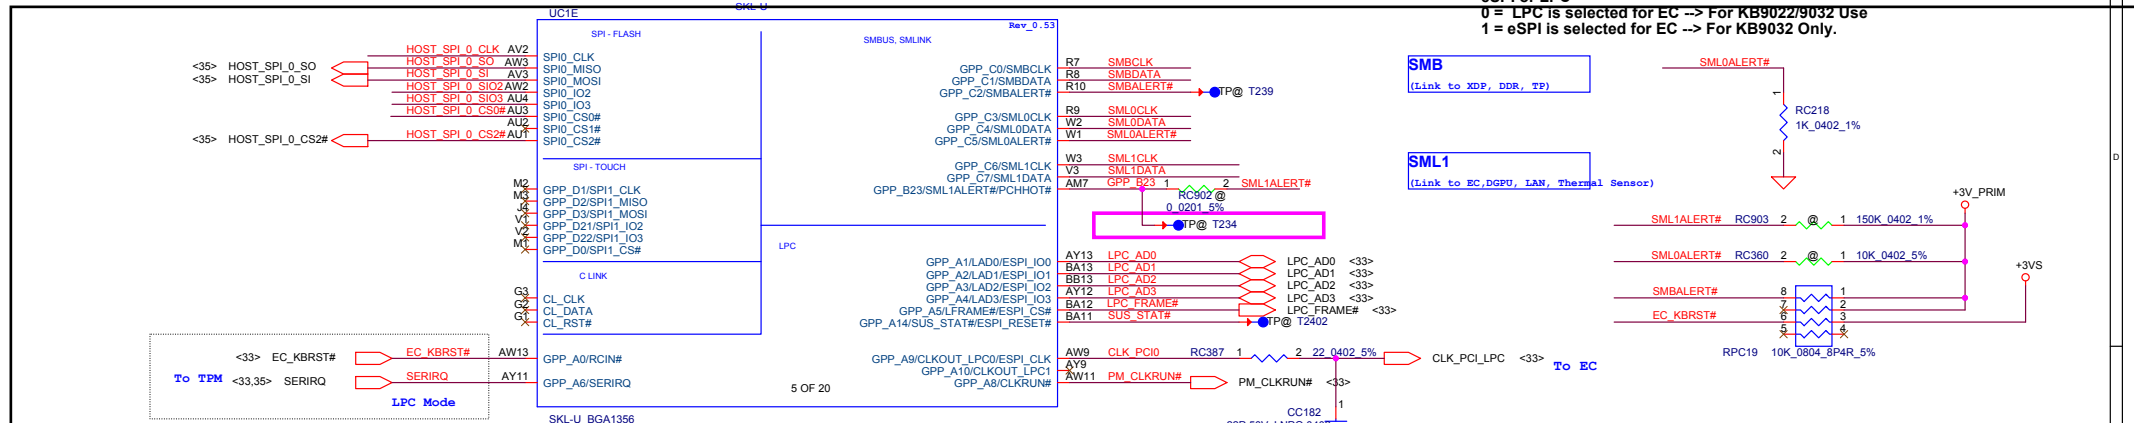 0 =  LPC is selected for EC --> For KB9022/9032 Use
1 = eSPI is selected for EC --> For KB9032 Only.
UC1E
SKL-U
Rev_0.53
SPI - FLASH
SMBUS, SMLINK
<35> HOST_SPI_0_SO
<35> HOST_SPI_0_SI
<35> HOST_SPI_0_CS2#
HOST_SPI_0_CLK AV2 SPI0_CLK
HOST_SPI_0_SO AW3 SPI0_MISO
HOST_SPI_0_SI AV3 SPI0_MOSI
HOST_SPI_0_SIO2 AW2 SPI0_IO2
HOST_SPI_0_SIO3 AU4 SPI0_IO3
HOST_SPI_0_CS0# AU3 SPI0_CS0#
AU2 SPI0_CS1#
HOST_SPI_0_CS2# AU1 SPI0_CS2#
SPI - TOUCH
M2 GPP_D1/SPI1_CLK
M3 GPP_D2/SPI1_MISO
J4 GPP_D3/SPI1_MOSI
V1 GPP_D21/SPI1_IO2
V2 GPP_D22/SPI1_IO3
M1 GPP_D0/SPI1_CS#
C LINK
G3 CL_CLK
G2 CL_DATA
G1 CL_RST#
<33> EC_KBRST# EC_KBRST# AW13 GPP_A0/RCIN#
To TPM <33,35> SERIRQ SERIRQ AY11 GPP_A6/SERIRQ
LPC Mode
GPP_C0/SMBCLK R7 SMBCLK
GPP_C1/SMBDATA R8 SMBDATA
GPP_C2/SMBALERT# R10 SMBALERT# TP@ T239
GPP_C3/SML0CLK R9 SML0CLK
GPP_C4/SML0DATA W2 SML0DATA
GPP_C5/SML0ALERT# W1 SML0ALERT#
GPP_C6/SML1CLK W3 SML1CLK
GPP_C7/SML1DATA V3 SML1DATA
GPP_B23/SML1ALERT#/PCHHOT# AM7 GPP_B23 1 2 SML1ALERT#
RC902 @
0_0201_5%
TP@ T234
LPC
GPP_A1/LAD0/ESPI_IO0 AY13 LPC_AD0 LPC_AD0 <33>
GPP_A2/LAD1/ESPI_IO1 BA13 LPC_AD1 LPC_AD1 <33>
GPP_A3/LAD2/ESPI_IO2 BB13 LPC_AD2 LPC_AD2 <33>
GPP_A4/LAD3/ESPI_IO3 AY12 LPC_AD3 LPC_AD3 <33>
GPP_A5/LFRAME#/ESPI_CS# BA12 LPC_FRAME# LPC_FRAME# <33>
GPP_A14/SUS_STAT#/ESPI_RESET# BA11 SUS_STAT# TP@ T2402
GPP_A9/CLKOUT_LPC0/ESPI_CLK AW9 CLK_PCI0 RC387 1 2 22_0402_5% CLK_PCI_LPC <33> To EC
GPP_A10/CLKOUT_LPC1 AY9
GPP_A8/CLKRUN# AW11 PM_CLKRUN# PM_CLKRUN# <33>
5 OF 20
SKL-U_BGA1356
CC182
1
SMB
(Link to XDP, DDR, TP)
SML1
(Link to EC,DGPU, LAN, Thermal Sensor)
SML0ALERT#
1
RC218
1K_0402_1%
2
+3V_PRIM
SML1ALERT# RC903 2 @ 1 150K_0402_1%
SML0ALERT# RC360 2 @ 1 10K_0402_5%
+3VS
SMBALERT# 8 1
7 2
EC_KBRST# 6 3
5 4
RPC19 10K_0804_8P4R_5%
D